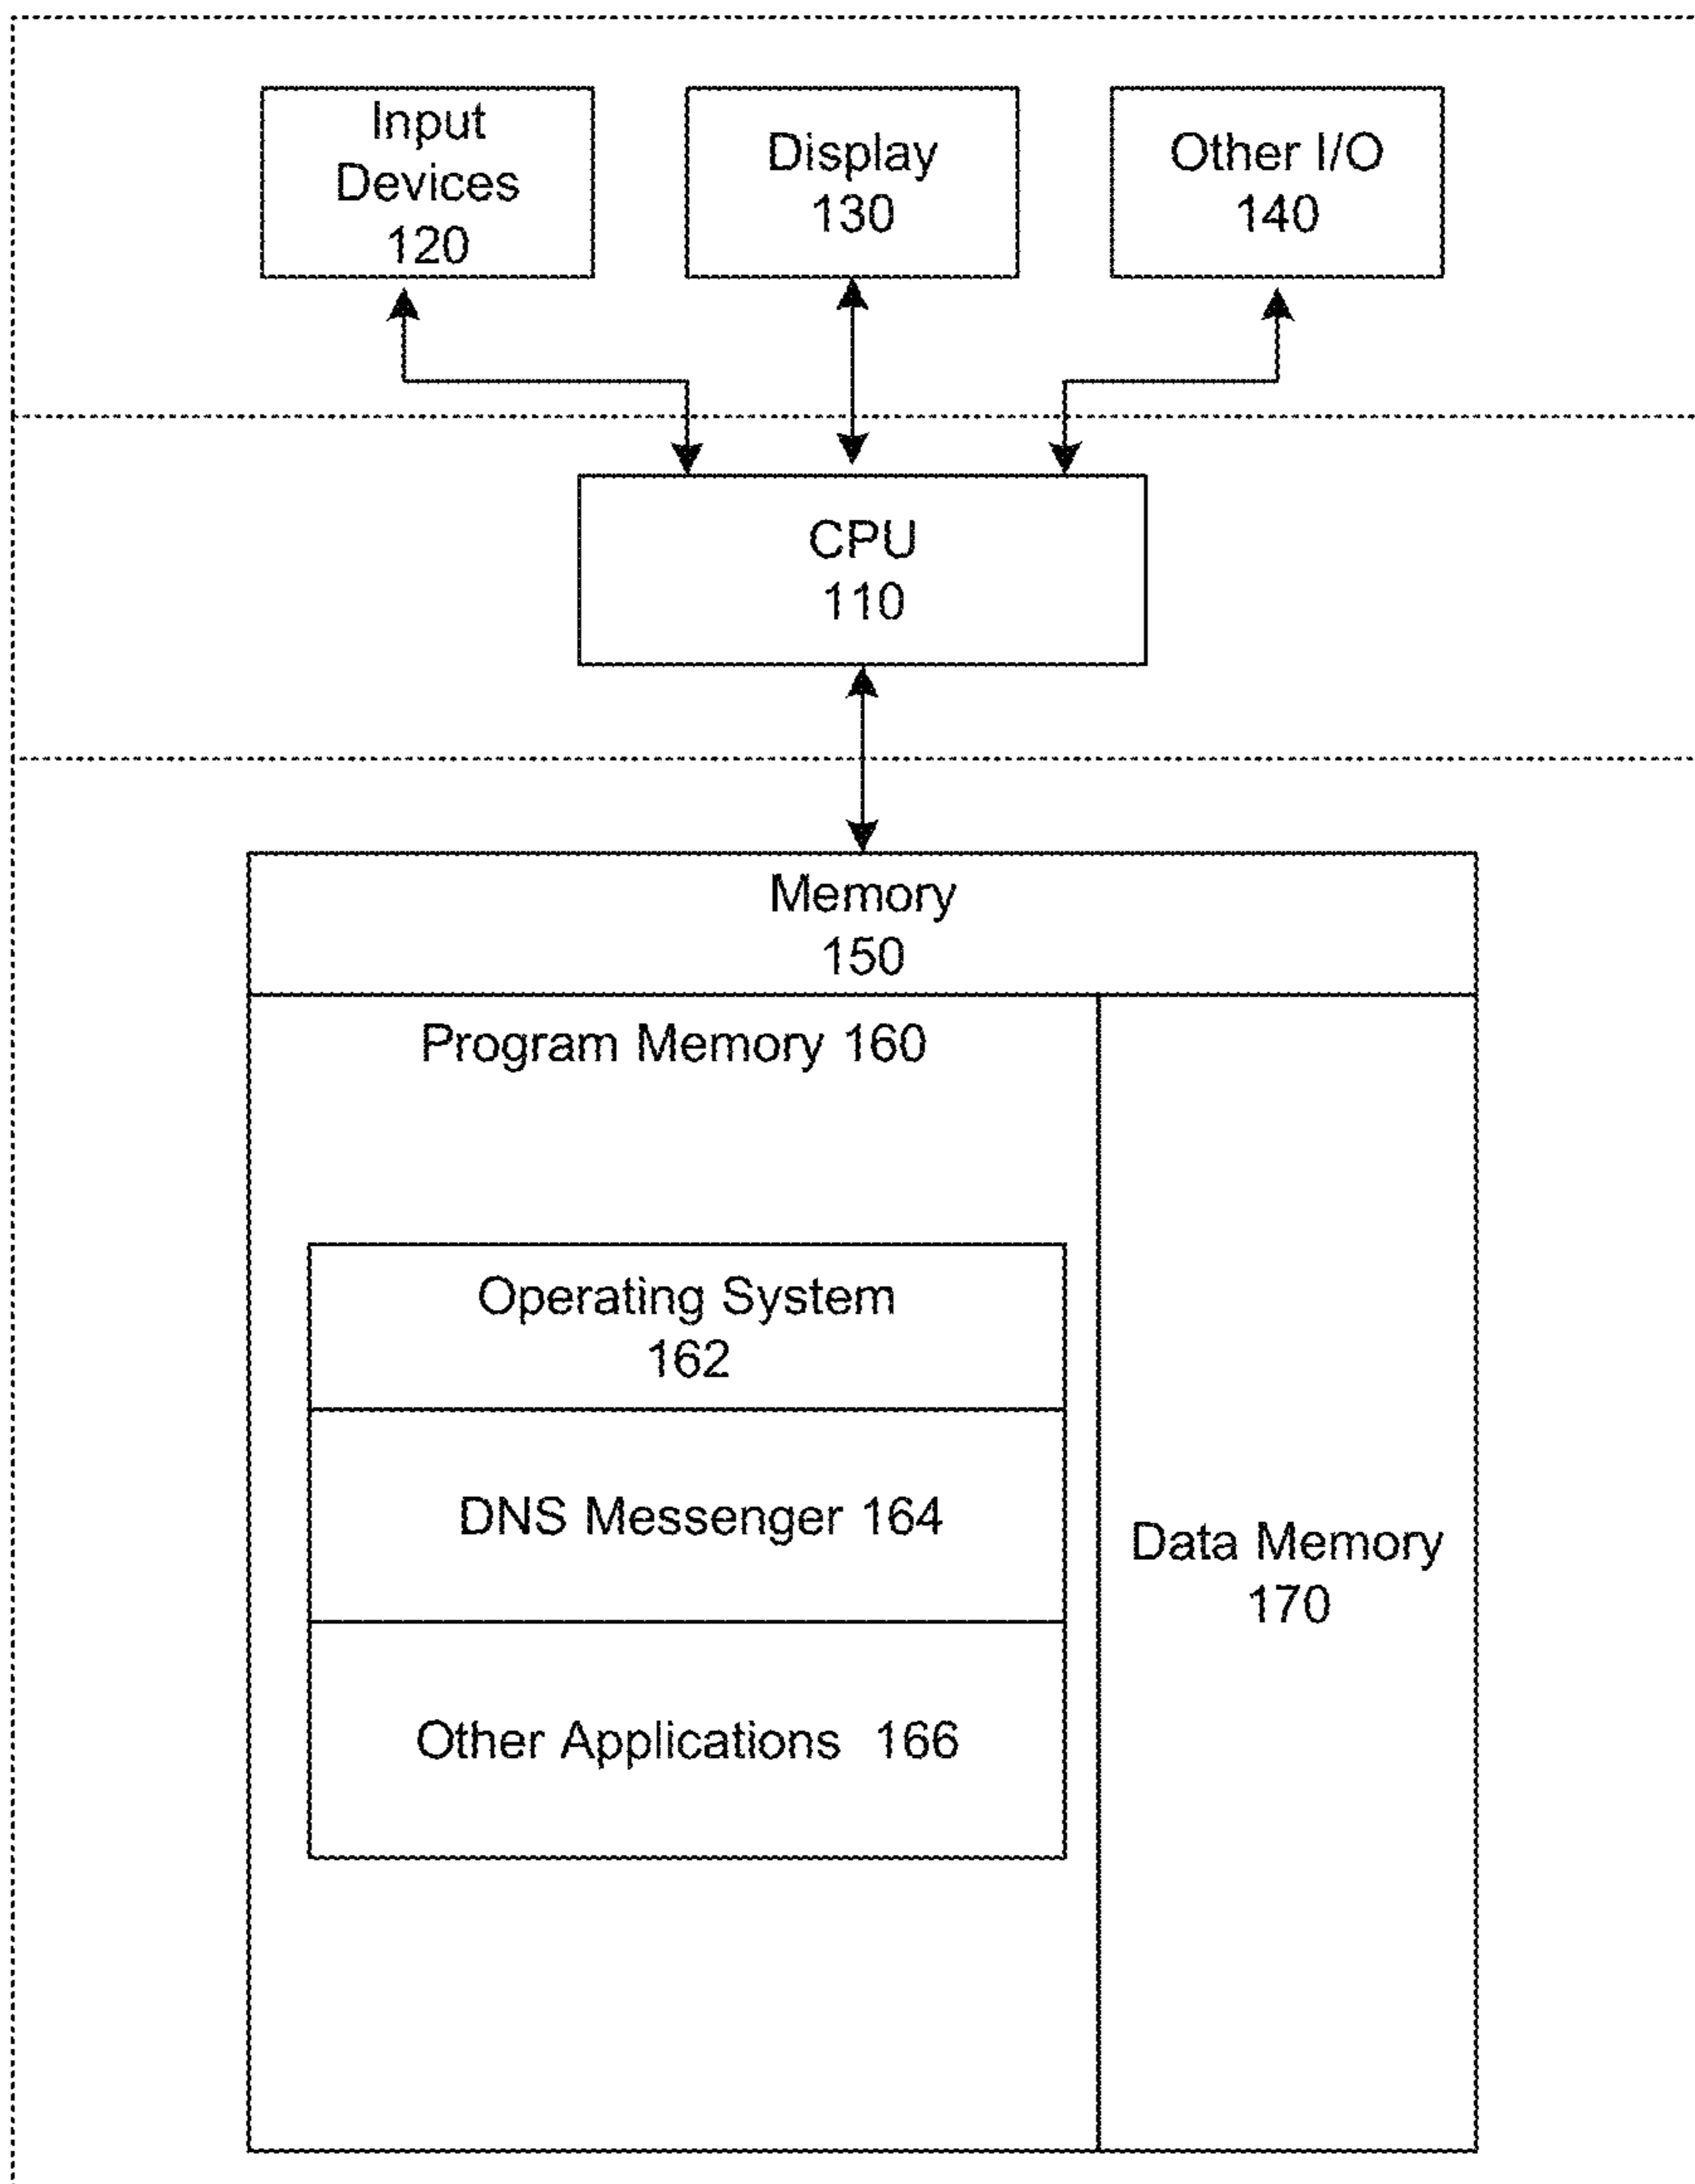 Input
Devices
120
Display
130
Other I/O
140
CPU
110
Memory
150
Program Memory 160
Operating System
162
DNS Messenger 164
Other Applications 166
Data Memory
170